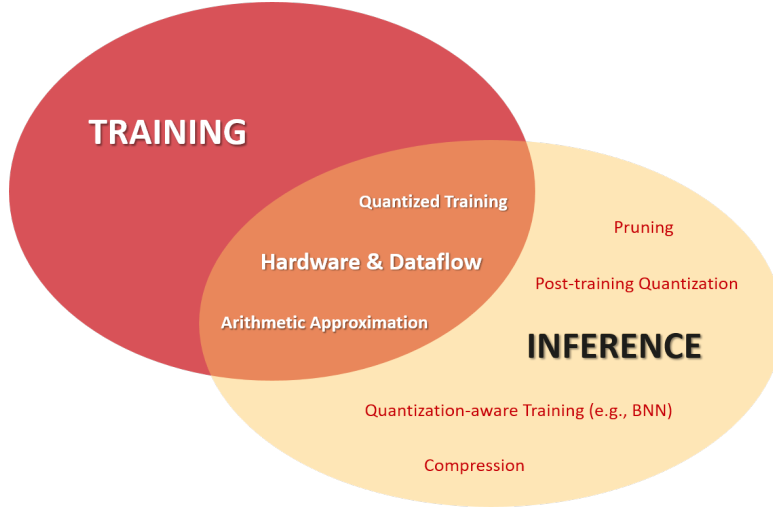 TRAINING
Quantized Training
Pruning
Hardware & Dataflow
Post-training Quantization
Arithmetic Approximation
INFERENCE
Quantization-aware Training (e.g., BNN)
Compression